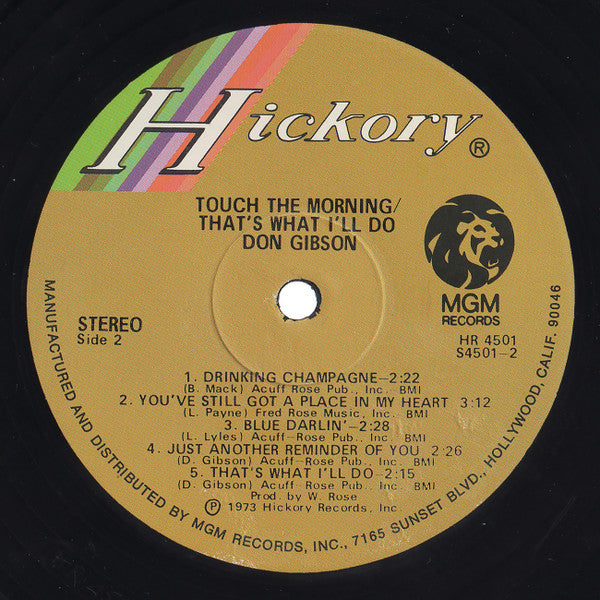 Hickory®
TOUCH THE MORNING/
THAT'S WHAT I'LL DO
DON GIBSON
MGM
RECORDS
STEREO
Side 2
HR 4501
S4501-2
1. DRINKING CHAMPAGNE-2:22
(B. Mack) Acuff-Rose Pub., Inc. BMI
2. YOU'VE STILL GOT A PLACE IN MY HEART 3:12
(L. Payne) Fred Rose Music, Inc. BMI
3. BLUE DARLIN'-2:28
(L. Lyles) Acuff-Rose Pub., Inc. BMI
4. JUST ANOTHER REMINDER OF YOU 2:26
(D. Gibson) Acuff-Rose Pub., Inc. BMI
5. THAT'S WHAT I'LL DO-2:15
(D. Gibson) Acuff-Rose Pub., Inc. BMI
Prod. by W. Rose
℗ 1973 Hickory Records, Inc.
MANUFACTURED AND DISTRIBUTED BY MGM RECORDS, INC., 7165 SUNSET BLVD., HOLLYWOOD, CALIF. 90046